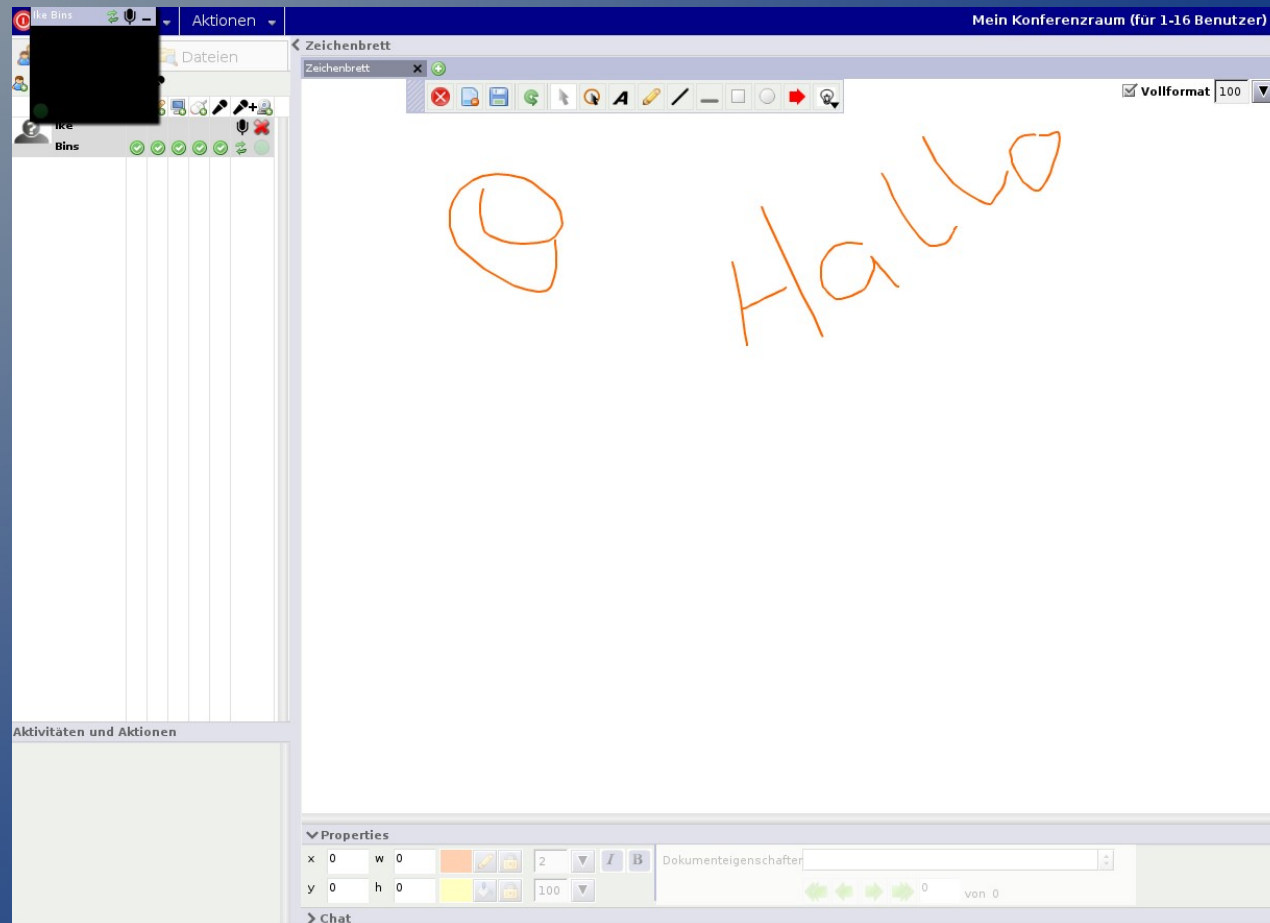 Ike Bins
Aktionen
Mein Konferenzraum (für 1-16 Benutzer)
Dateien
Zeichenbrett
Zeichenbrett
Vollformat 100
Ike
Bins
Hallo
Aktivitäten und Aktionen
Properties
x 0 w 0 2 I B Dokumenteigenschafter
y 0 h 0 100 0 von 0
Chat